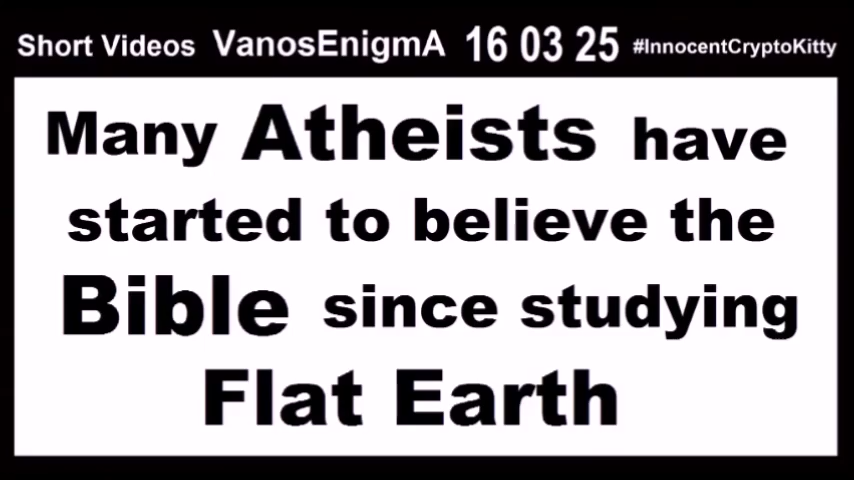 Short Videos VanosEnigmA 16 03 25 #InnocentCryptoKitty
Many Atheists have
started to believe the
Bible since studying
Flat Earth